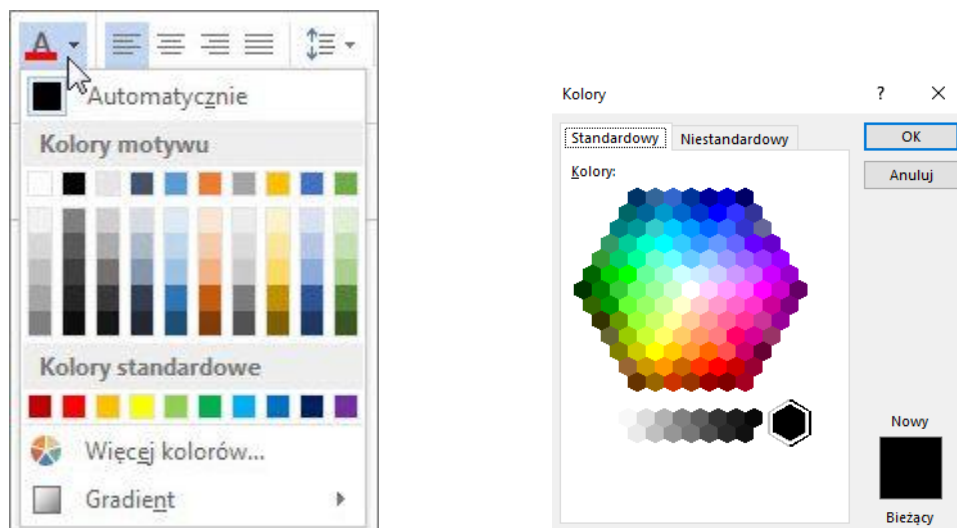 A
Automatycznie
Kolory motywu
Kolory standardowe
Więcej kolorów...
Gradient
Kolory
?
Standardowy
Niestandardowy
OK
Anuluj
Kolory:
Nowy
Bieżący